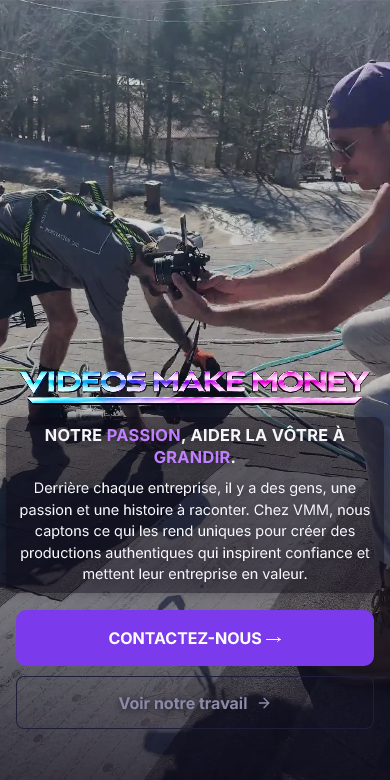 VIDEOS MAKE MONEY
NOTRE PASSION, AIDER LA VÔTRE À
GRANDIR.
Derrière chaque entreprise, il y a des gens, une
passion et une histoire à raconter. Chez VMM, nous
captons ce qui les rend uniques pour créer des
productions authentiques qui inspirent confiance et
mettent leur entreprise en valeur.
CONTACTEZ-NOUS →
Voir notre travail →